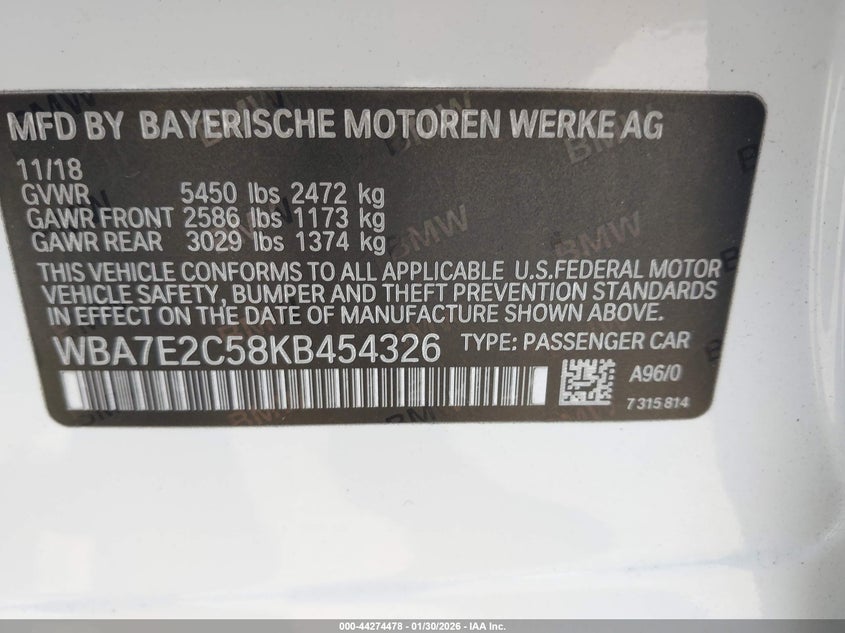 MFD BY BAYERISCHE MOTOREN WERKE AG
11/18
GVWR 5450 lbs 2472 kg
GAWR FRONT 2586 lbs 1173 kg
GAWR REAR 3029 lbs 1374 kg
THIS VEHICLE CONFORMS TO ALL APPLICABLE U.S.FEDERAL MOTOR
VEHICLE SAFETY, BUMPER AND THEFT PREVENTION STANDARDS
IN EFFECT ON THE DATE OF MANUFACTURE SHOWN ABOVE.
WBA7E2C58KB454326 TYPE: PASSENGER CAR
A96/0
7 315 814
000-44274478 - 01/30/2026 - IAA Inc.